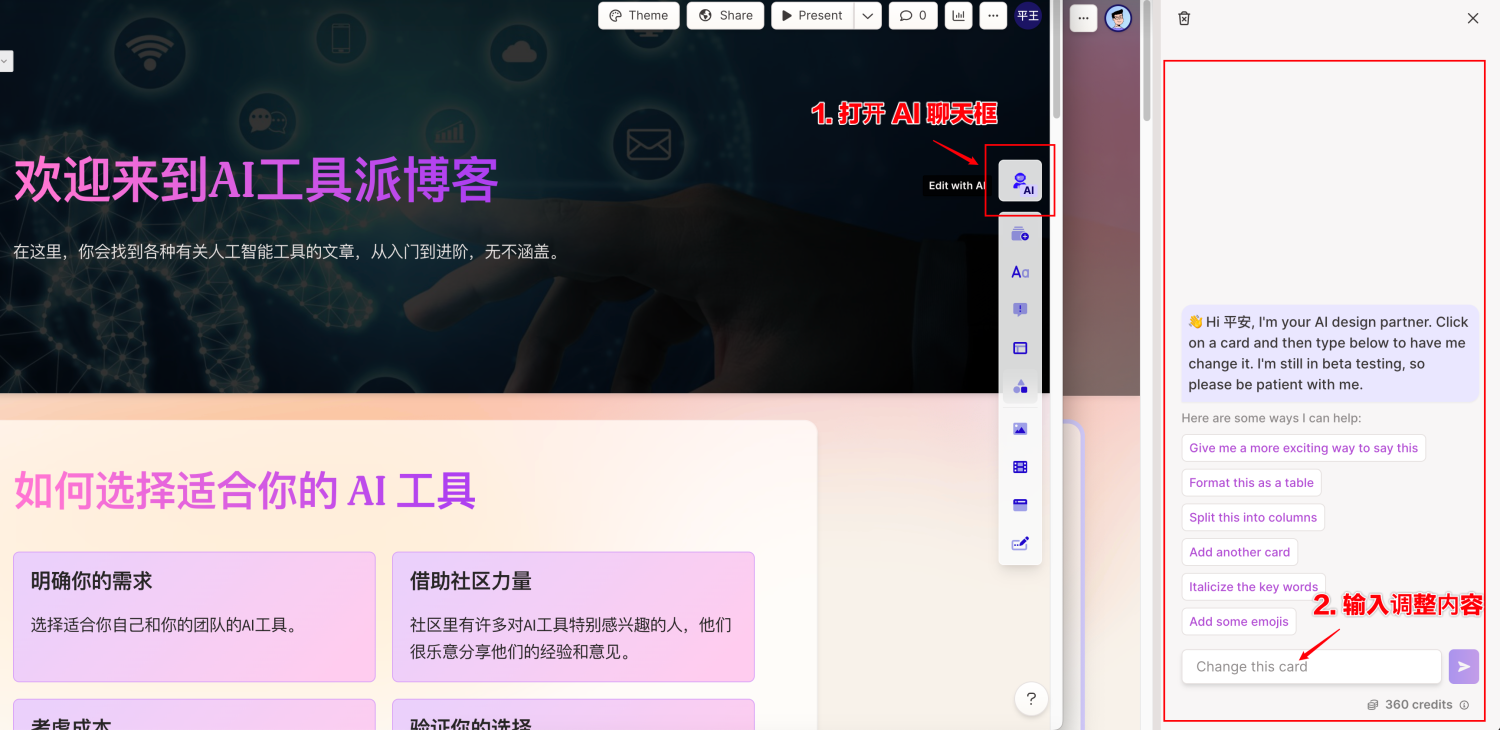 Theme
Share
Present
0
平王
1. 打开 AI 聊天框
Edit with AI
AI
Aa
欢迎来到AI工具派博客
在这里，你会找到各种有关人工智能工具的文章，从入门到进阶，无不涵盖。
如何选择适合你的 AI 工具
明确你的需求
选择适合你自己和你的团队的AI工具。
借助社区力量
社区里有许多对AI工具特别感兴趣的人，他们
很乐意分享他们的经验和意见。
考虑成本
验证你的选择
?
👋 Hi 平安, I'm your AI design partner. Click
on a card and then type below to have me
change it. I'm still in beta testing, so
please be patient with me.
Here are some ways I can help:
Give me a more exciting way to say this
Format this as a table
Split this into columns
Add another card
Italicize the key words
Add some emojis
2. 输入调整内容
Change this card
360 credits